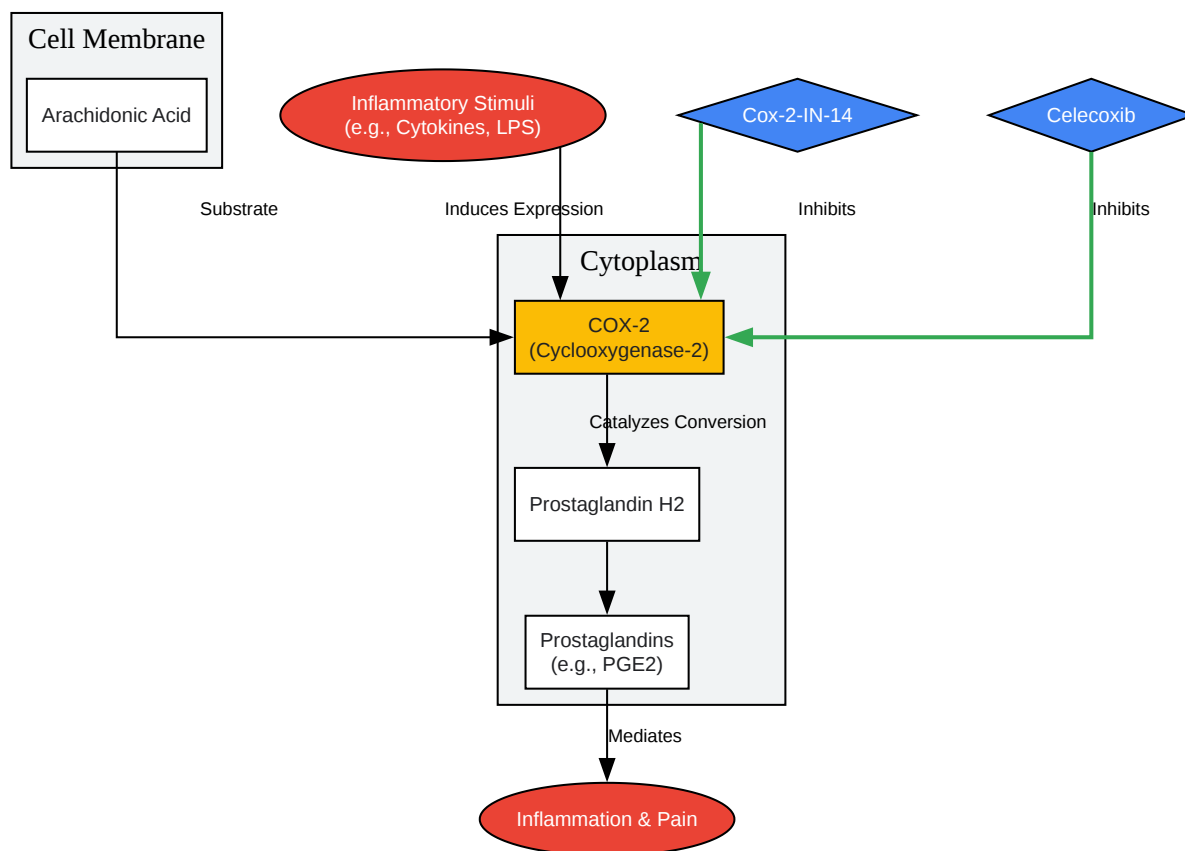 Cell Membrane
Arachidonic Acid
Inflammatory Stimuli
(e.g., Cytokines, LPS)
Cox-2-IN-14
Celecoxib
Substrate
Induces Expression
Inhibits
Inhibits
Cytoplasm
COX-2
(Cyclooxygenase-2)
Catalyzes Conversion
Prostaglandin H2
Prostaglandins
(e.g., PGE2)
Mediates
Inflammation & Pain